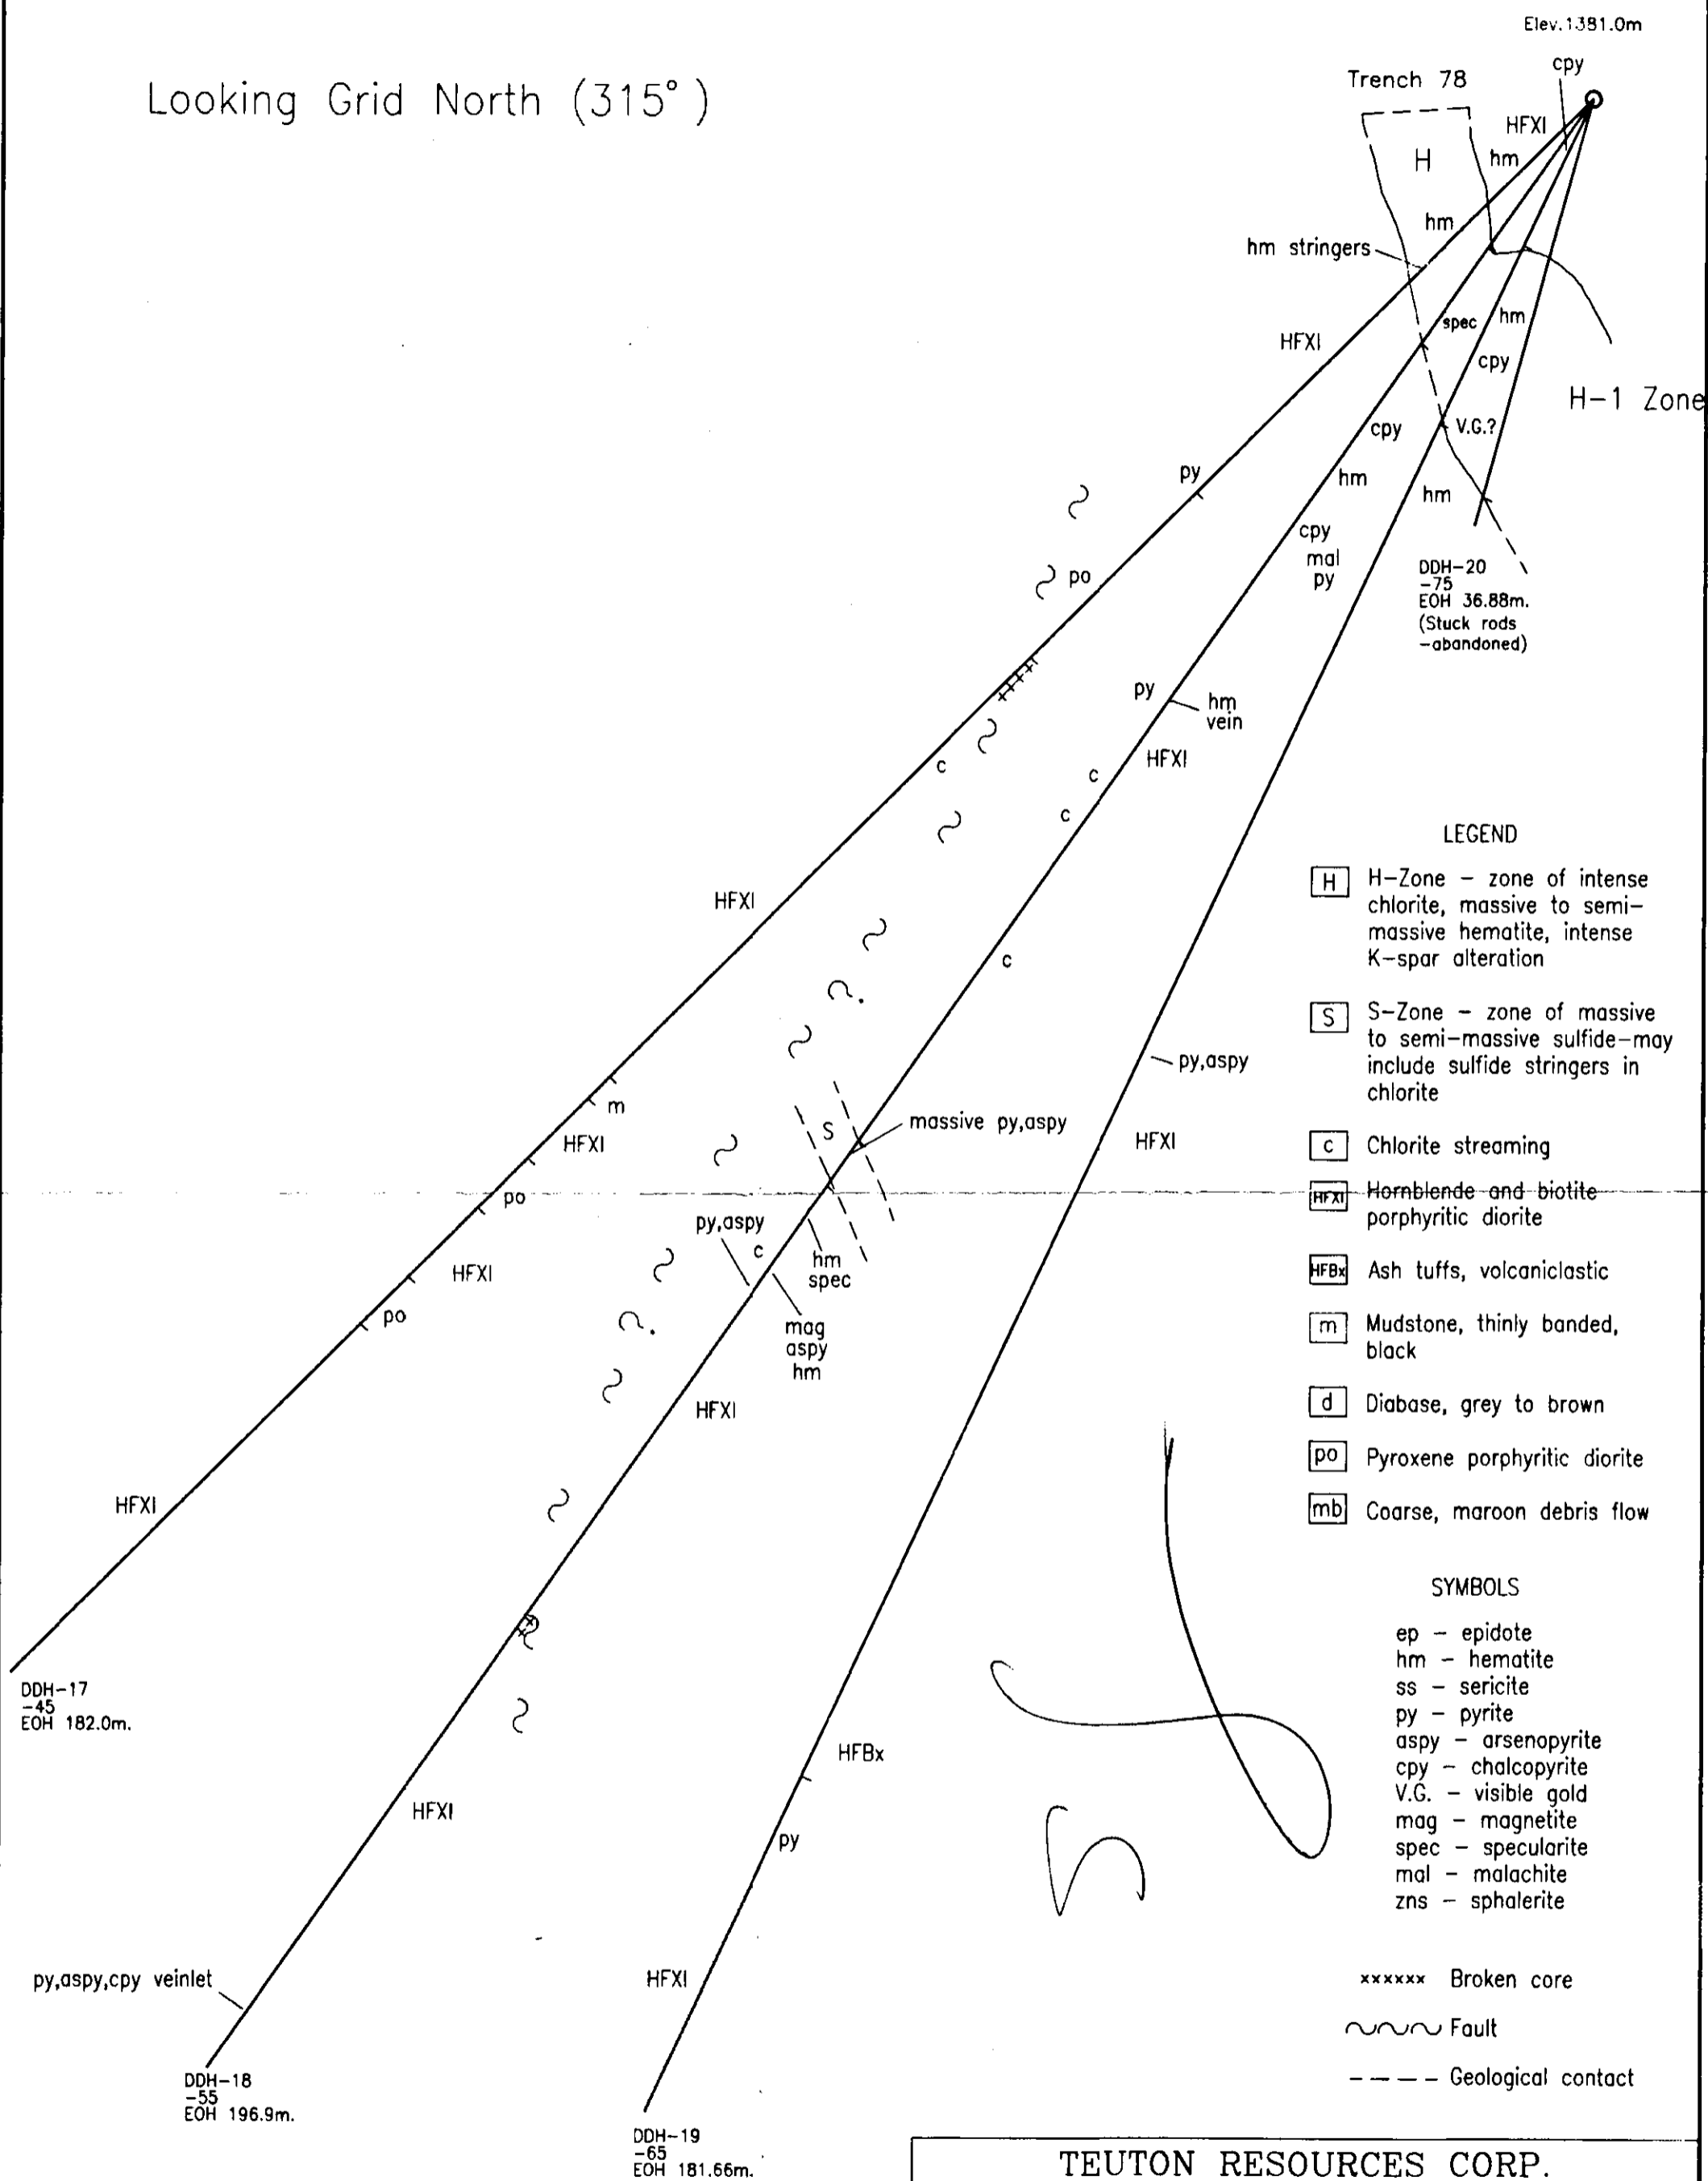 Elev.1381.0m
Looking Grid North (315°)
Trench 78
cpy
HFXI
H
hm
hm
hm stringers
HFXI
spec
hm
cpy
H-1 Zone
cpy
V.G.?
py
hm
hm
cpy
mal
py
po
DDH-20
-75
EOH 36.88m.
(Stuck rods
-abandoned)
py
hm
vein
HFXI
c
c
c
HFXI
c
py,aspy
m
massive py,aspy
S
HFXI
HFXI
po
py,aspy
c
hm
spec
HFXI
po
mag
aspy
hm
HFXI
HFXI
DDH-17
-45
EOH 182.0m.
HFBx
HFXI
py
HFXI
py,aspy,cpy veinlet
DDH-18
-55
EOH 196.9m.
DDH-19
-65
EOH 181.66m.
LEGEND
H H-Zone - zone of intense
chlorite, massive to semi-
massive hematite, intense
K-spar alteration
S S-Zone - zone of massive
to semi-massive sulfide-may
include sulfide stringers in
chlorite
c Chlorite streaming
HFXI Hornblende and biotite
porphyritic diorite
HFBx Ash tuffs, volcaniclastic
m Mudstone, thinly banded,
black
d Diabase, grey to brown
po Pyroxene porphyritic diorite
mb Coarse, maroon debris flow
SYMBOLS
ep - epidote
hm - hematite
ss - sericite
py - pyrite
aspy - arsenopyrite
cpy - chalcopyrite
V.G. - visible gold
mag - magnetite
spec - specularite
mal - malachite
zns - sphalerite
xxxxxx Broken core
Fault
---- Geological contact
TEUTON RESOURCES CORP.